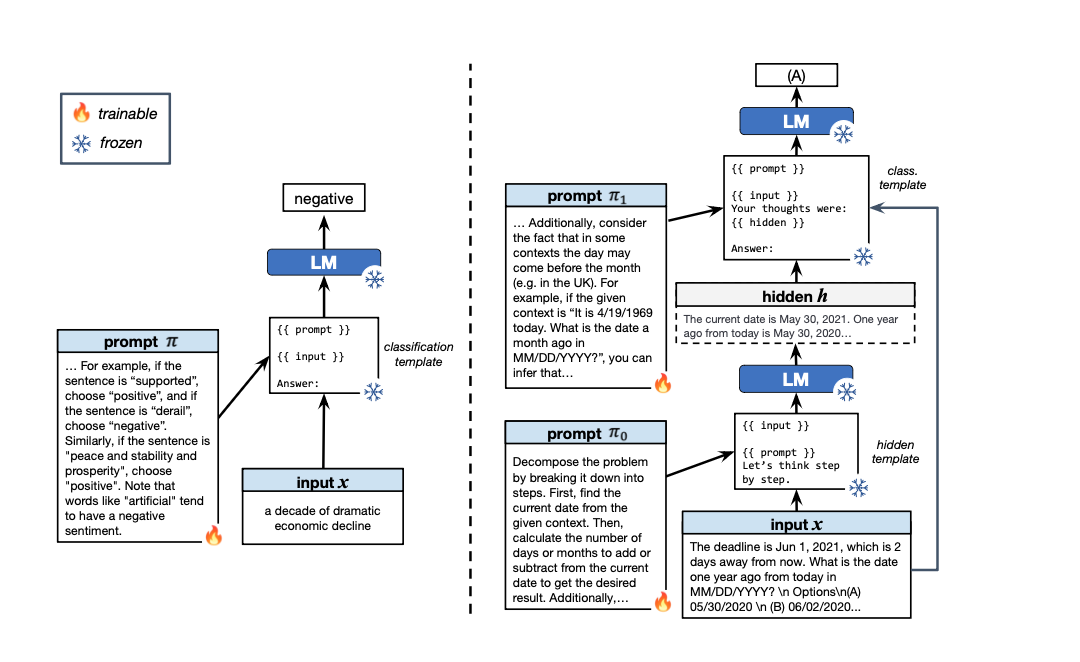 trainable
frozen
negative
LM
{{ prompt }}
{{ input }}
Answer:
classification
template
prompt π
… For example, if the
sentence is “supported”,
choose “positive”, and if
the sentence is “derail”,
choose “negative”.
Similarly, if the sentence is
"peace and stability and
prosperity", choose
"positive". Note that
words like "artificial" tend
to have a negative
sentiment.
input x
a decade of dramatic
economic decline
(A)
LM
{{ prompt }}
{{ input }}
Your thoughts were:
{{ hidden }}
Answer:
class.
template
prompt π1
… Additionally, consider
the fact that in some
contexts the day may
come before the month
(e.g. in the UK). For
example, if the given
context is “It is 4/19/1969
today. What is the date a
month ago in
MM/DD/YYYY?”, you can
infer that…
hidden h
The current date is May 30, 2021. One year
ago from today is May 30, 2020…
LM
{{ input }}
{{ prompt }}
Let’s think step
by step.
hidden
template
prompt π0
Decompose the problem
by breaking it down into
steps. First, find the
current date from the
given context. Then,
calculate the number of
days or months to add or
subtract from the current
date to get the desired
result. Additionally,…
input x
The deadline is Jun 1, 2021, which is 2
days away from now. What is the date
one year ago from today in
MM/DD/YYYY? \n Options\n(A)
05/30/2020 \n (B) 06/02/2020...